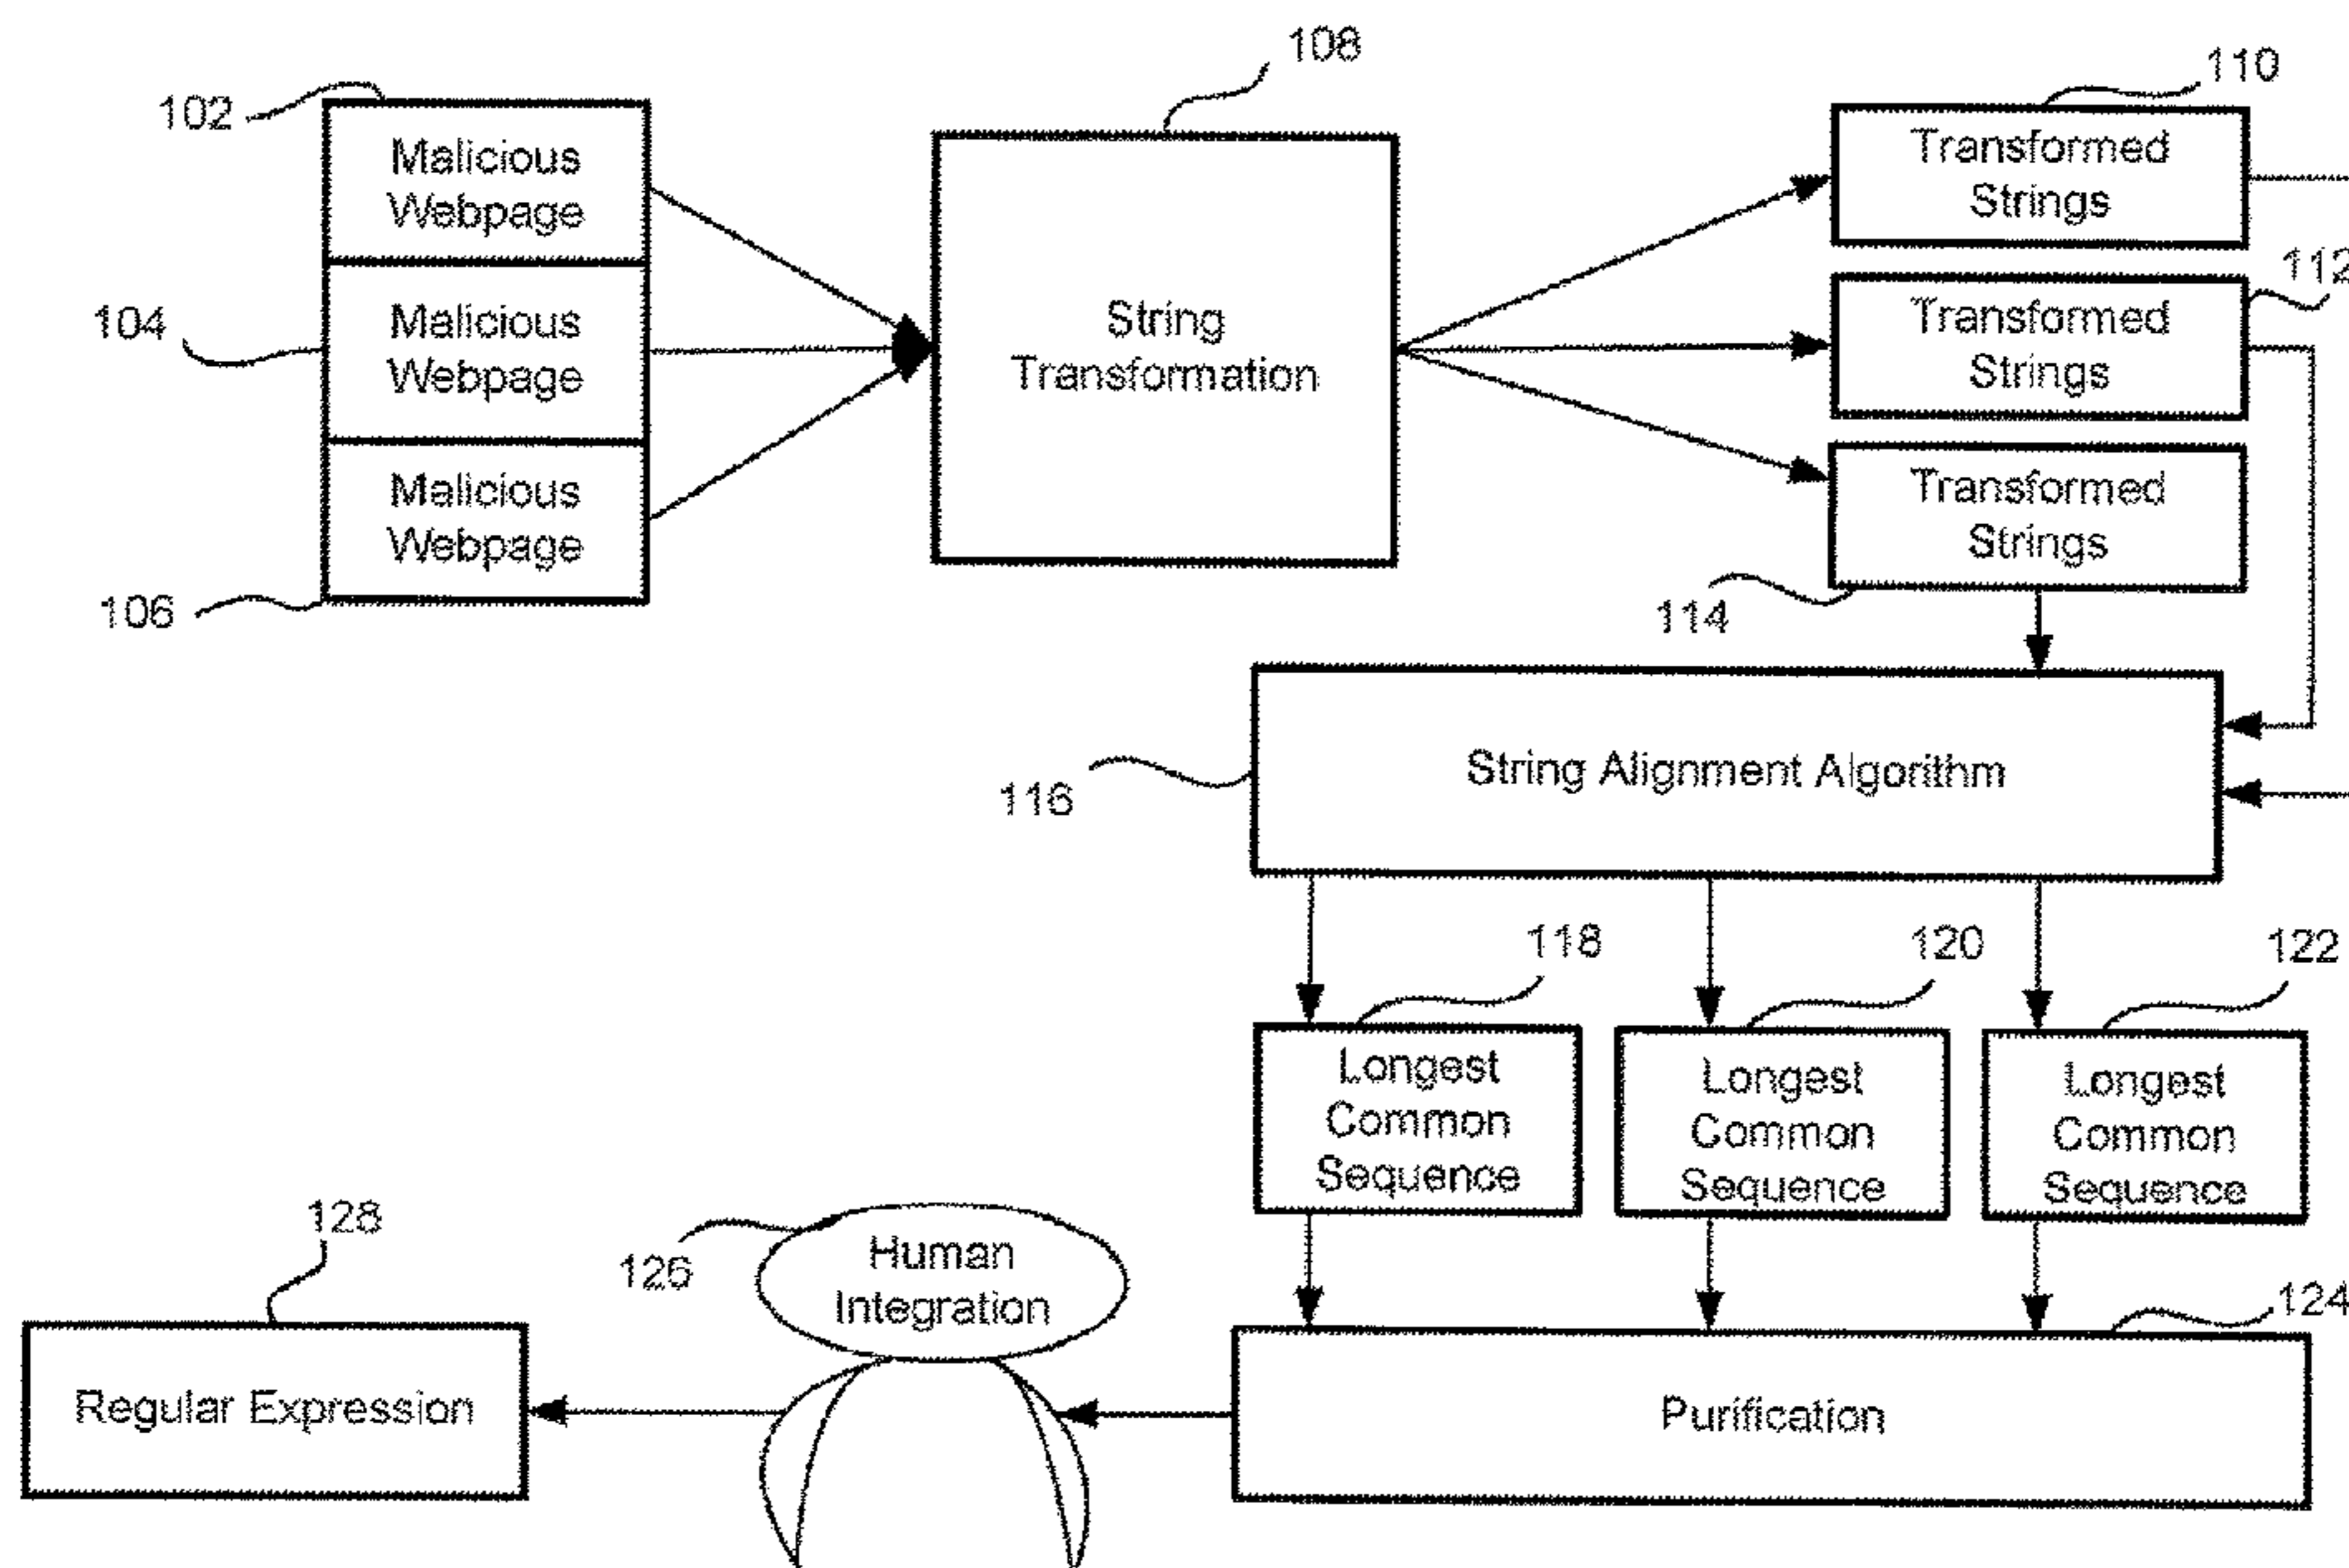 108
110
102
Malicious
Webpage
Transformed
Strings
112
104
Malicious
Webpage
String
Transformation
Transformed
Strings
Malicious
Webpage
Transformed
Strings
106
114
String Alignment Algorithm
116
118
120
122
Longest
Common
Sequence
Longest
Common
Sequence
Longest
Common
Sequence
128
126
Human
Integration
124
Regular Expression
Purification